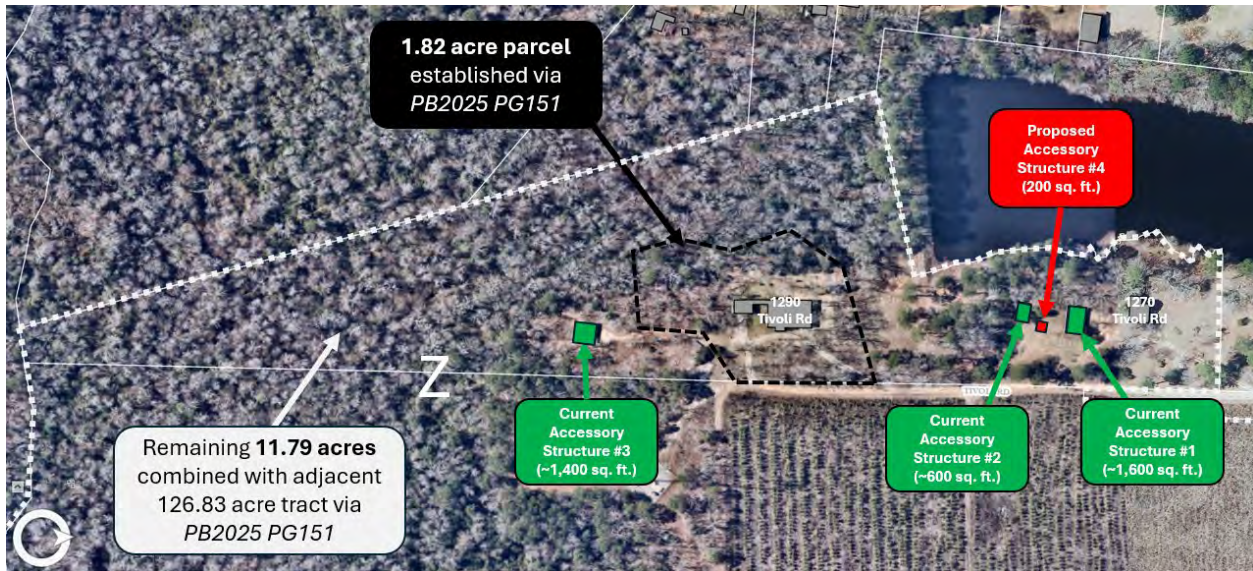 1.82 acre parcel
established via
PB2025 PG151
Proposed
Accessory
Structure #4
(200 sq. ft.)
1290
Tivoli Rd
1270
Tivoli Rd
TIVOLI RD
Z
Current
Accessory
Structure #3
(~1,400 sq. ft.)
Current
Accessory
Structure #2
(~600 sq. ft.)
Current
Accessory
Structure #1
(~1,600 sq. ft.)
Remaining 11.79 acres
combined with adjacent
126.83 acre tract via
PB2025 PG151